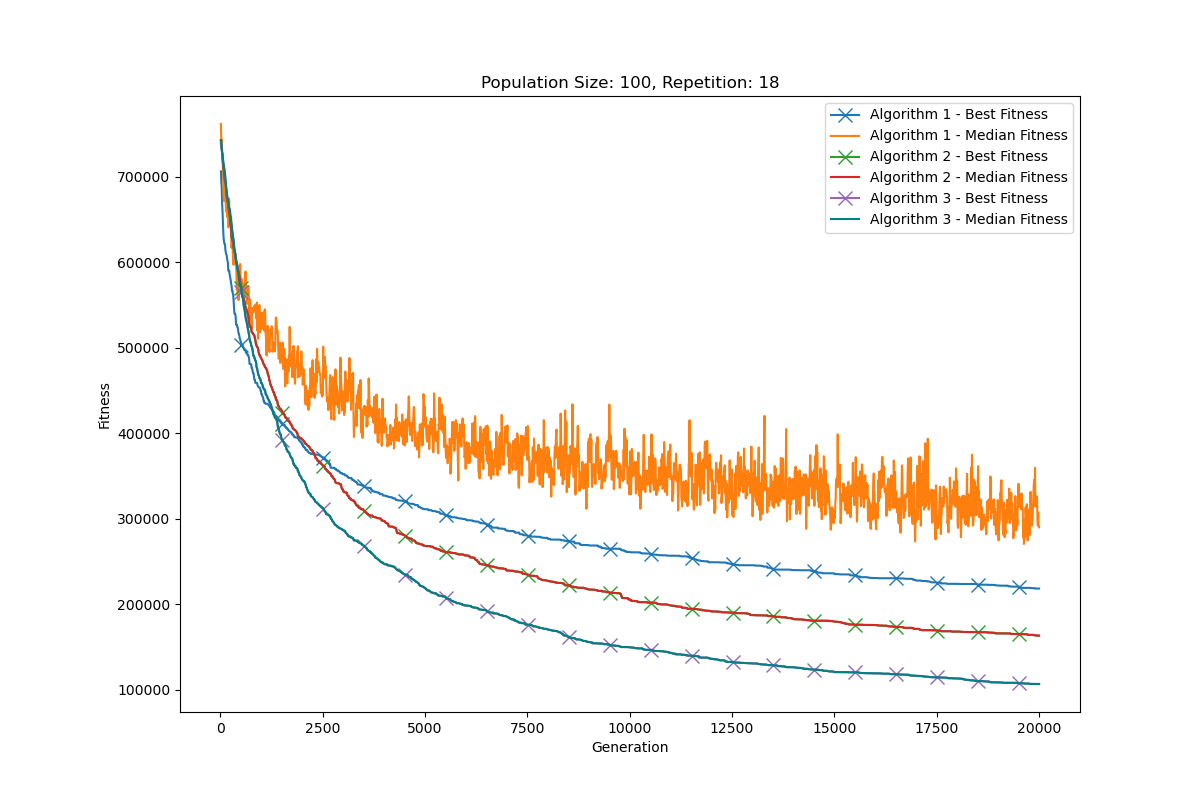 Population Size: 100, Repetition: 18
Algorithm 1 - Best Fitness
Algorithm 1 - Median Fitness
Algorithm 2 - Best Fitness
Algorithm 2 - Median Fitness
Algorithm 3 - Best Fitness
Algorithm 3 - Median Fitness
Fitness
700000
600000
500000
400000
300000
200000
100000
0 2500 5000 7500 10000 12500 15000 17500 20000
Generation